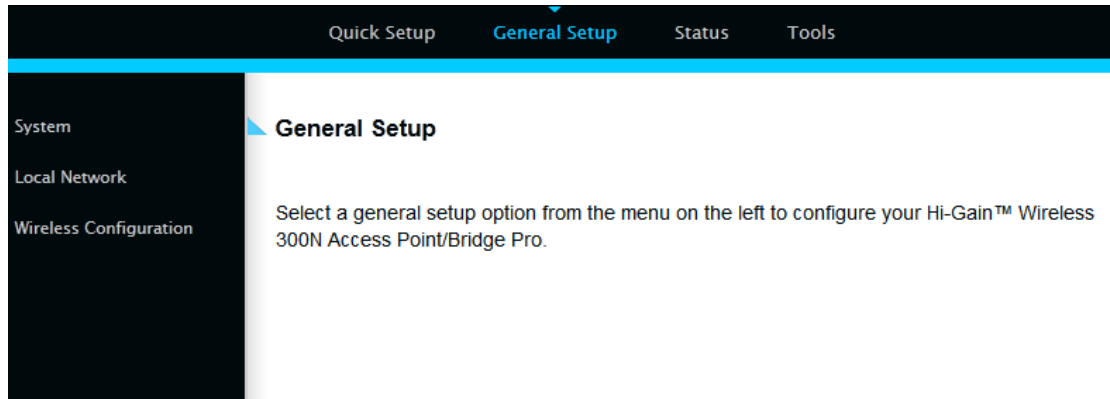 Quick Setup General Setup Status Tools
System
Local Network
Wireless Configuration
General Setup
Select a general setup option from the menu on the left to configure your Hi-Gain™ Wireless
300N Access Point/Bridge Pro.